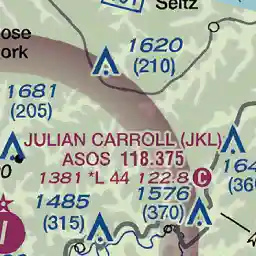 Seitz
ose
ork
1620
(210)
1681
(205)
JULIAN CARROLL (JKL)
ASOS 118.375
1381 *L 44 122.8 C
164
(360
1576
(370)
1485
(315)